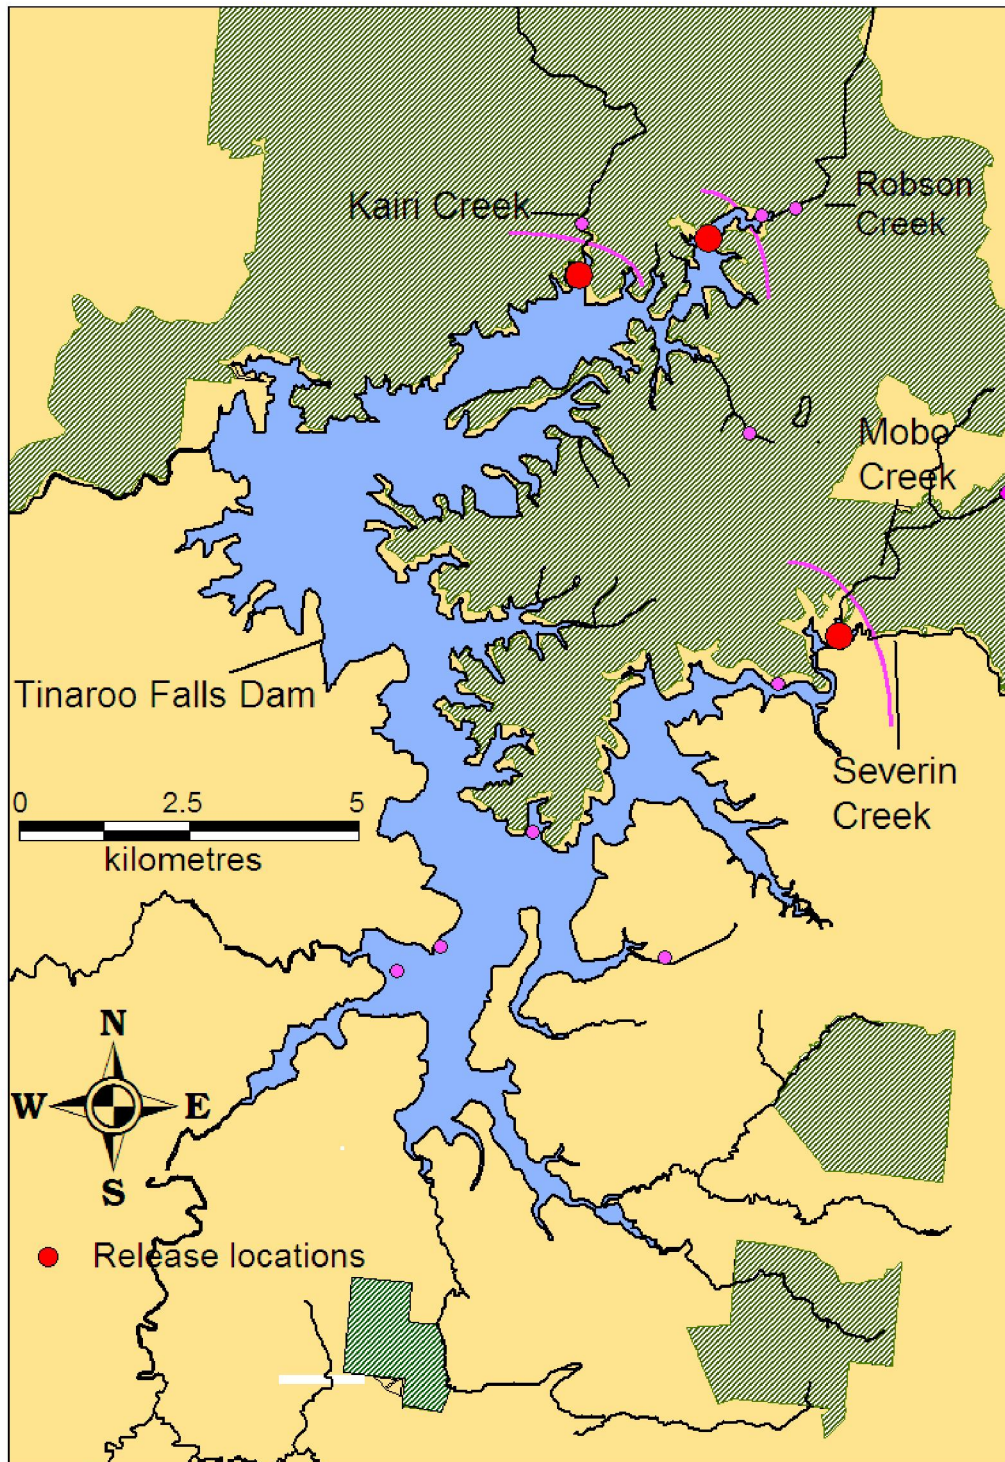 Kairi Creek
Robson
Creek
Mobo
Creek
Tinaroo Falls Dam
Severin
Creek
0 2.5 5
kilometres
N
W E
S
Release locations